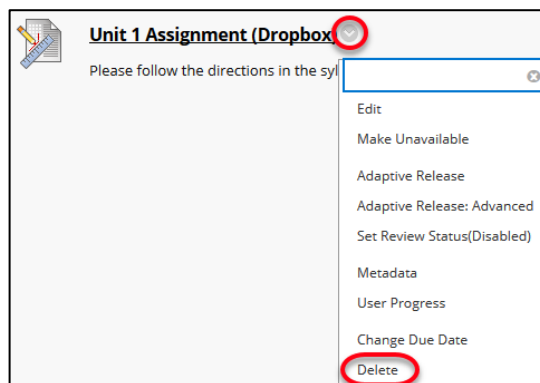 Unit 1 Assignment (Dropbox)
Please follow the directions in the syl
Edit
Make Unavailable
Adaptive Release
Adaptive Release: Advanced
Set Review Status(Disabled)
Metadata
User Progress
Change Due Date
Delete